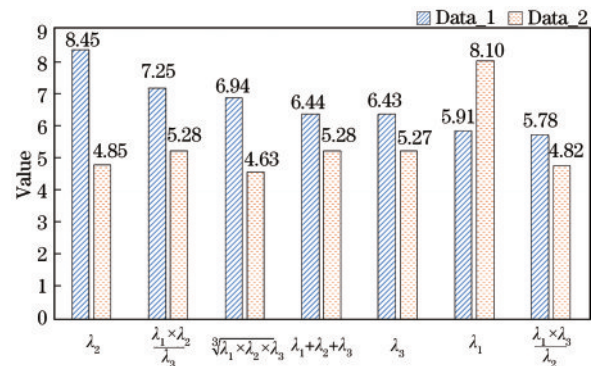 Data_1 Data_2
Value
9
8
7
6
5
4
3
2
1
0
8.45
4.85
7.25
5.28
6.94
4.63
6.44
5.28
6.43
5.27
5.91
8.10
5.78
4.82
λ₂
λ₁×λ₂
λ₃
∛λ₁×λ₂×λ₃
λ₁+λ₂+λ₃
λ₃
λ₁
λ₁×λ₃
λ₂